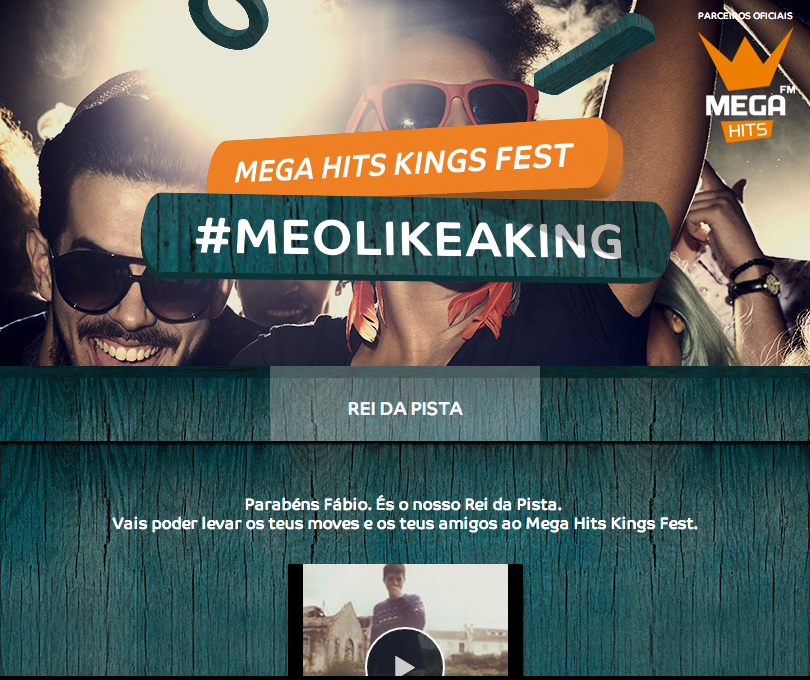 PARCEIROS OFICIAIS
MEGA FM
HITS
MEGA HITS KINGS FEST
#MEOLIKEAKING
REI DA PISTA
Parabéns Fábio. És o nosso Rei da Pista.
Vais poder levar os teus moves e os teus amigos ao Mega Hits Kings Fest.